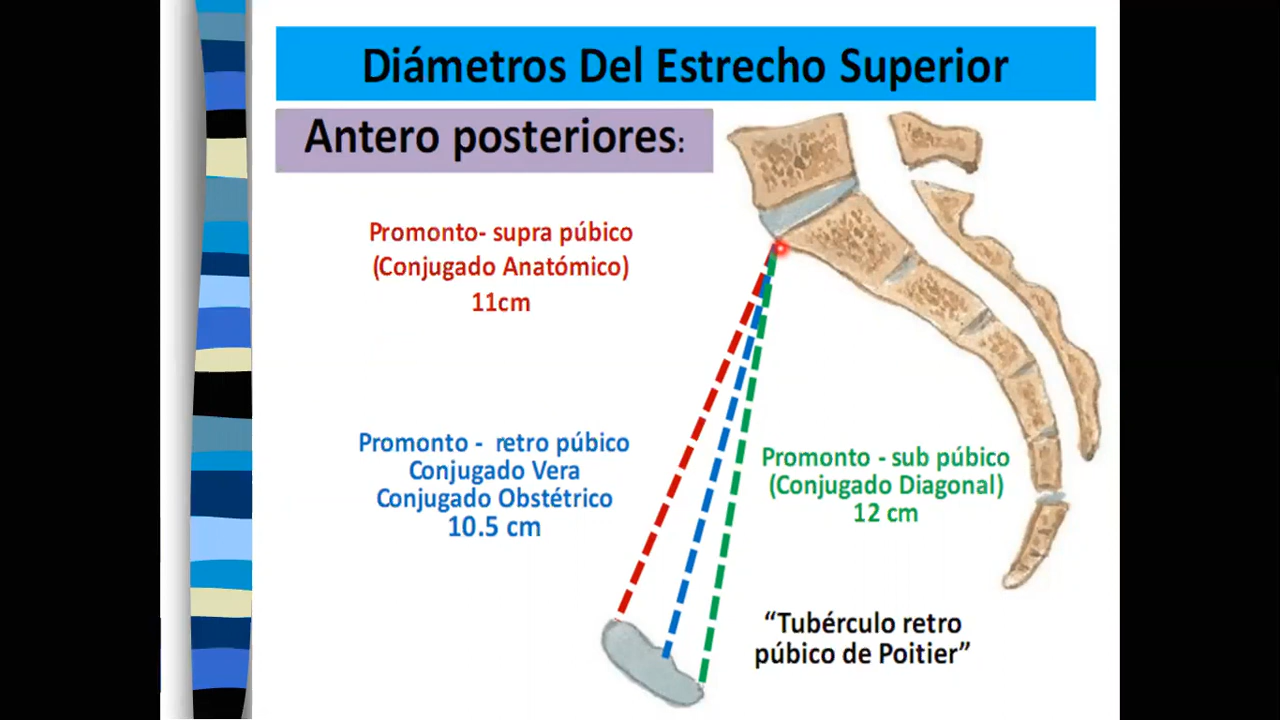 Diámetros Del Estrecho Superior
Antero posteriores:
Promonto- supra púbico
(Conjugado Anatómico)
11cm
Promonto - retro púbico
Conjugado Vera
Conjugado Obstétrico
10.5 cm
Promonto - sub púbico
(Conjugado Diagonal)
12 cm
“Tubérculo retro
púbico de Poitier”